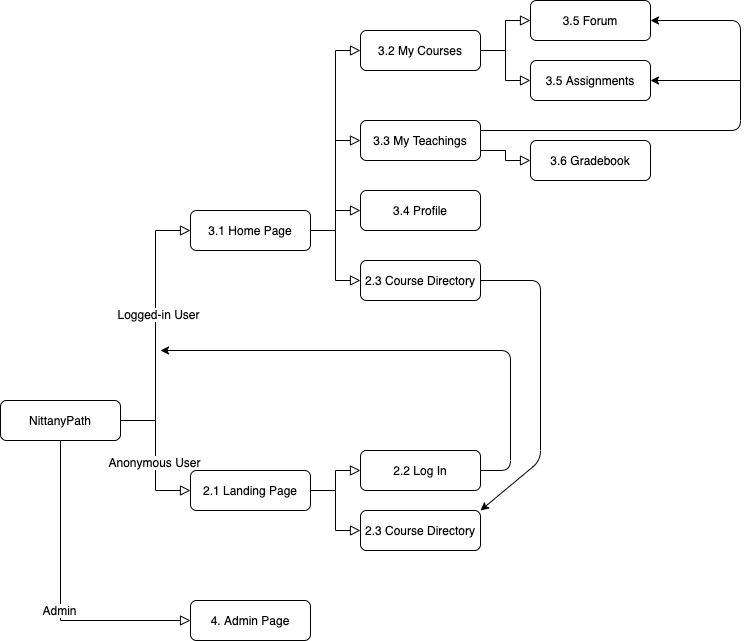 3.5 Forum
3.2 My Courses
3.5 Assignments
3.3 My Teachings
3.6 Gradebook
3.4 Profile
3.1 Home Page
2.3 Course Directory
Logged-in User
NittanyPath
Anonymous User
2.2 Log In
2.1 Landing Page
2.3 Course Directory
Admin
4. Admin Page